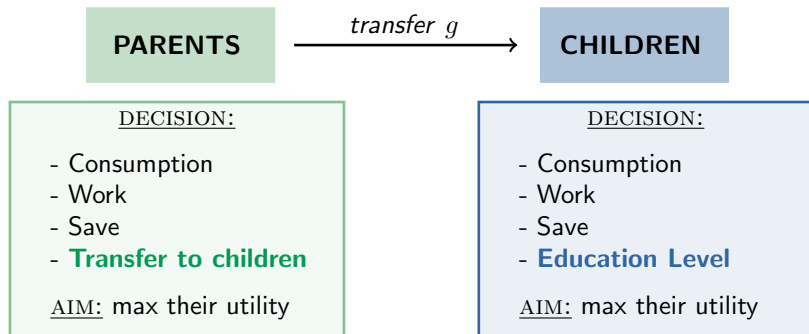 PARENTS
transfer g
CHILDREN
DECISION:
- Consumption
- Work
- Save
- Transfer to children
AIM: max their utility
DECISION:
- Consumption
- Work
- Save
- Education Level
AIM: max their utility